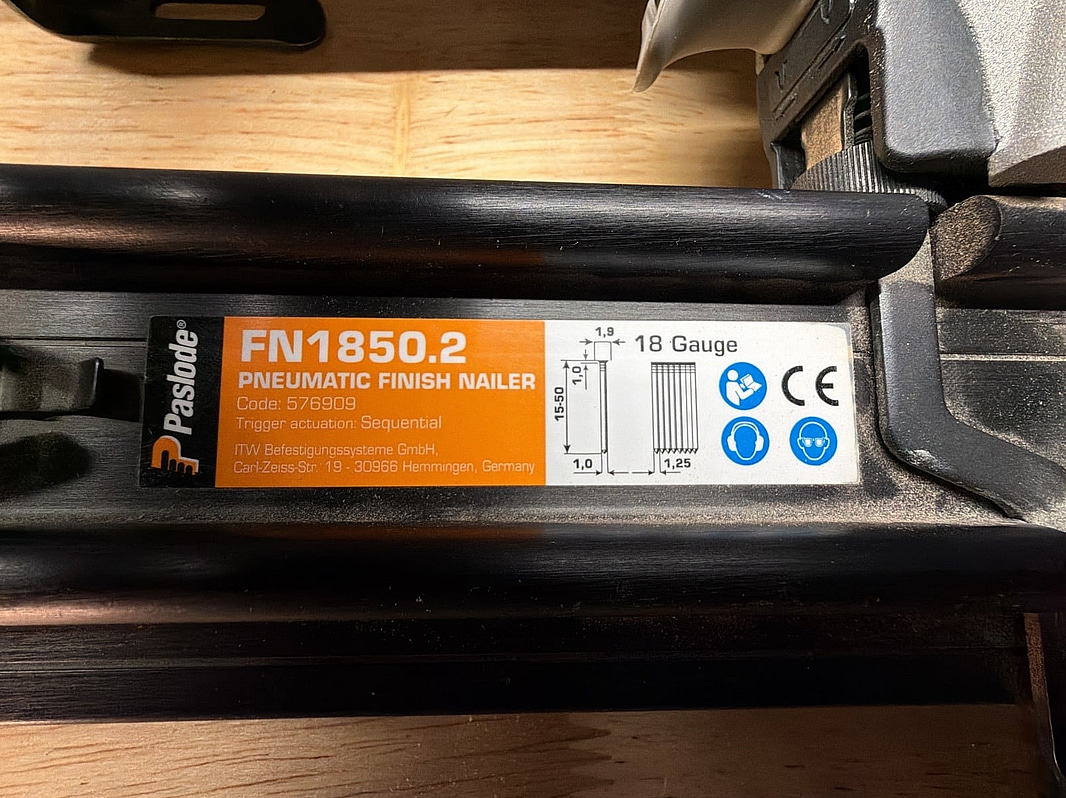 Paslode®
FN1850.2
PNEUMATIC FINISH NAILER
Code: 576909
Trigger actuation: Sequential
ITW Befestigungssysteme GmbH,
Carl-Zeiss-Str. 19 - 30966 Hemmingen, Germany
1,9
18 Gauge
1,0
15-50
1,0
1,25
CE